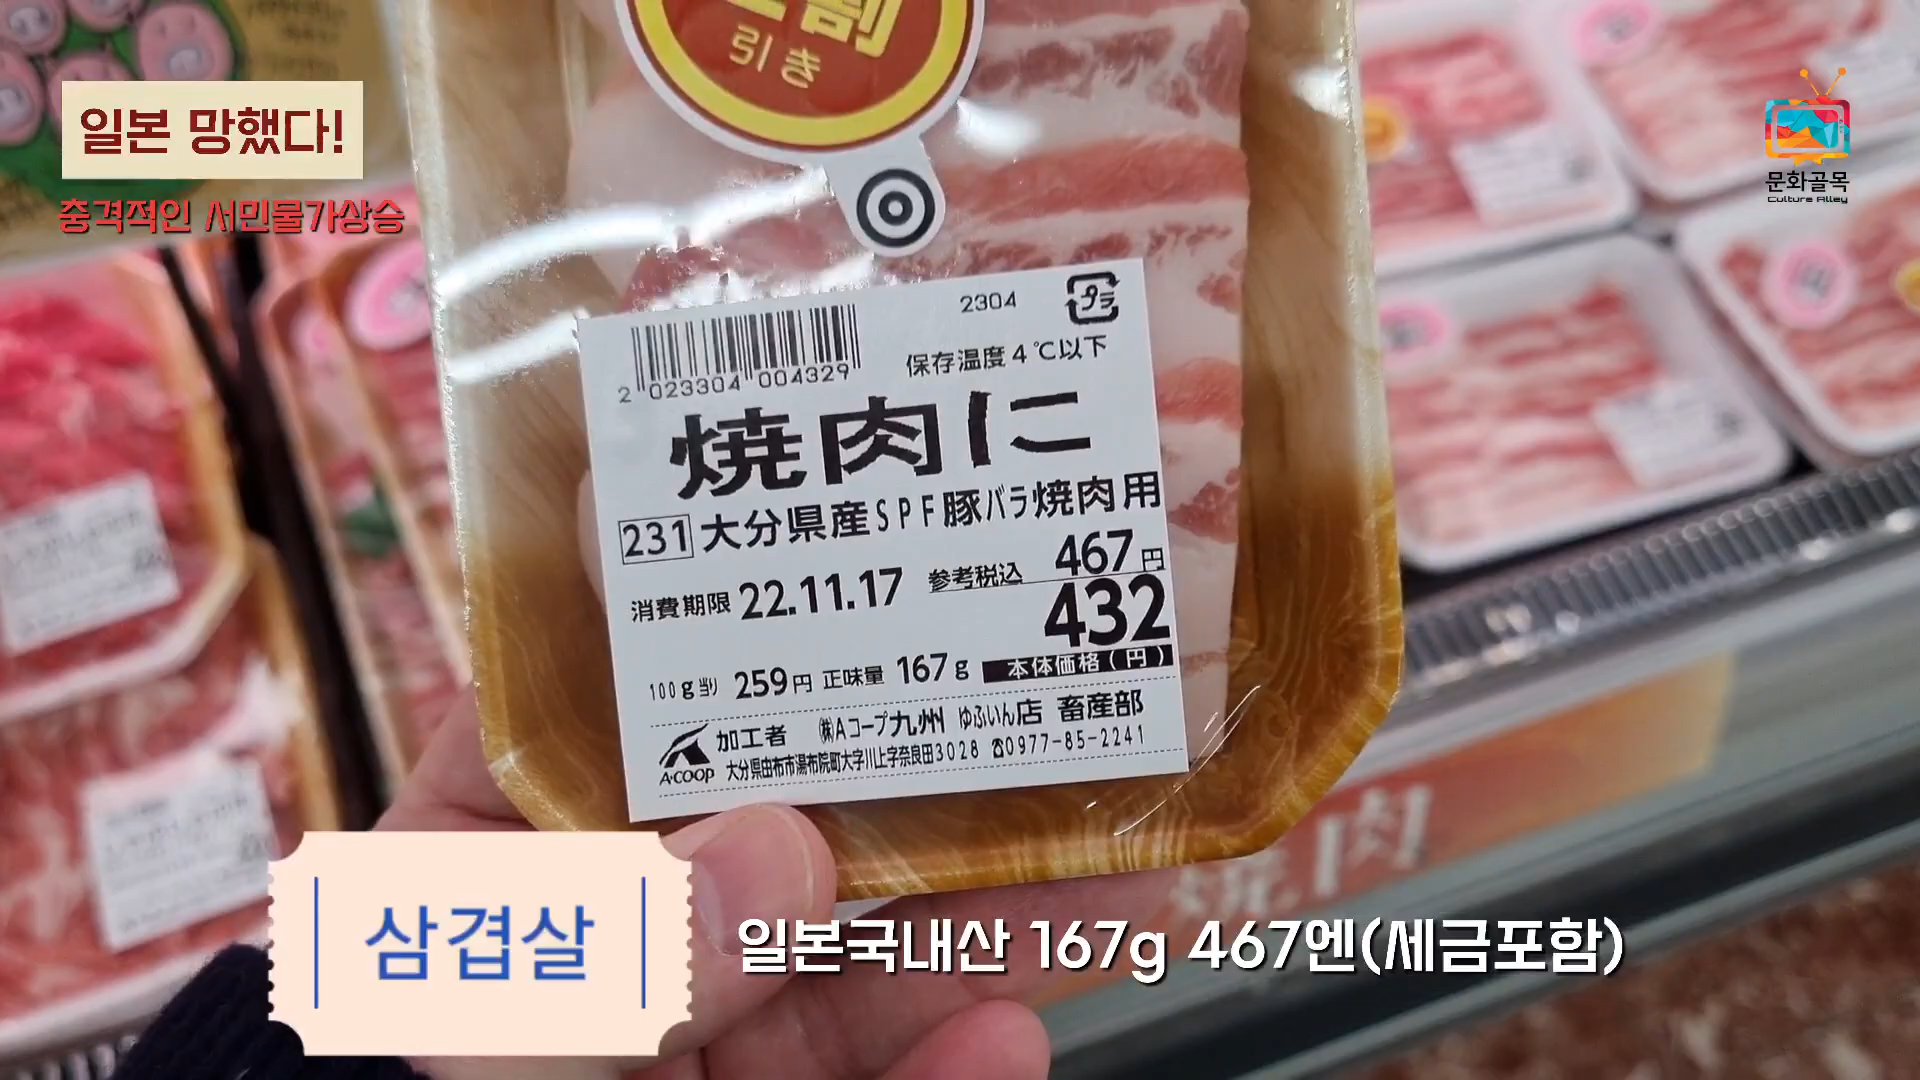 割
引き
일본 망했다!
충격적인 서민물가상승
문화골목
Culture Alley
2304
プラ
2 023304 004329
保存温度4℃以下
焼肉に
231 大分県産SPF豚バラ焼肉用
消費期限 22.11.17 参考税込 467円
432
100g当り 259円 正味量 167g 本体価格(円)
加工者 ㈱Aコープ九州 ゆふいん店 畜産部
A·COOP 大分県由布市湯布院町大字川上字奈良田3028 ☎0977-85-2241
焼肉
삼겹살
일본국내산 167g 467엔(세금포함)